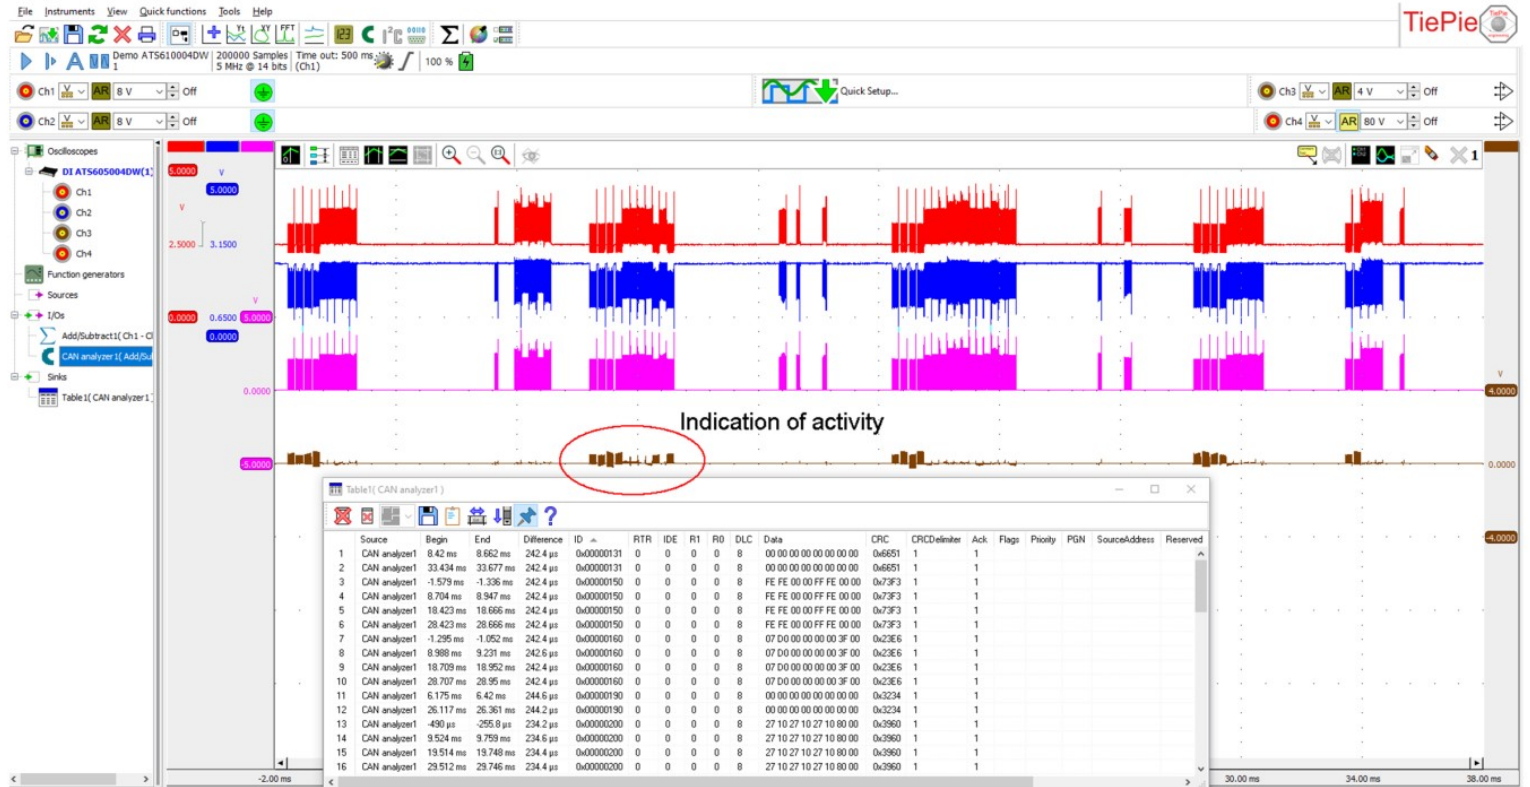 File Instruments View Quick functions Tools Help
TiePie
Demo ATS610004DW 200000 Samples Time out: 500 ms
1 5 MHz @ 14 bits (Ch1) 100 %
Ch1 AR 8 V Off Quick Setup... Ch3 AR 4 V Off
Ch2 AR 8 V Off Ch4 AR 80 V Off
Oscilloscopes
DI ATS605004DW(1)
Ch1
Ch2
Ch3
Ch4
Function generators
Sources
I/Os
Add/Subtract1( Ch1 - C
CAN analyzer1( Add/Su
Sinks
Table1( CAN analyzer1
5.0000 V
5.0000
V
2.5000 3.1500
V
0.0000 0.6500 5.0000
0.0000
0.0000
-5.0000
1
V
4.0000
0.0000
-4.0000
Indication of activity
Table1( CAN analyzer1 )
Source Begin End Difference ID RTR IDE R1 R0 DLC Data CRC CRCDelimiter Ack Flags Priority PGN SourceAddress Reserved
1 CAN analyzer1 8.42 ms 8.662 ms 242.4 µs 0x00000131 0 0 0 0 8 00 00 00 00 00 00 00 00 0x6651 1 1
2 CAN analyzer1 33.434 ms 33.677 ms 242.4 µs 0x00000131 0 0 0 0 8 00 00 00 00 00 00 00 00 0x6651 1 1
3 CAN analyzer1 -1.579 ms -1.336 ms 242.4 µs 0x00000150 0 0 0 0 8 FE FE 00 00 FF FE 00 00 0x73F3 1 1
4 CAN analyzer1 8.704 ms 8.947 ms 242.4 µs 0x00000150 0 0 0 0 8 FE FE 00 00 FF FE 00 00 0x73F3 1 1
5 CAN analyzer1 18.423 ms 18.666 ms 242.4 µs 0x00000150 0 0 0 0 8 FE FE 00 00 FF FE 00 00 0x73F3 1 1
6 CAN analyzer1 28.423 ms 28.666 ms 242.4 µs 0x00000150 0 0 0 0 8 FE FE 00 00 FF FE 00 00 0x73F3 1 1
7 CAN analyzer1 -1.295 ms -1.052 ms 242.4 µs 0x00000160 0 0 0 0 8 07 D0 00 00 00 00 3F 00 0x23E6 1 1
8 CAN analyzer1 8.988 ms 9.231 ms 242.6 µs 0x00000160 0 0 0 0 8 07 D0 00 00 00 00 3F 00 0x23E6 1 1
9 CAN analyzer1 18.709 ms 18.952 ms 242.4 µs 0x00000160 0 0 0 0 8 07 D0 00 00 00 00 3F 00 0x23E6 1 1
10 CAN analyzer1 28.707 ms 28.95 ms 242.4 µs 0x00000160 0 0 0 0 8 07 D0 00 00 00 00 3F 00 0x23E6 1 1
11 CAN analyzer1 6.175 ms 6.42 ms 244.6 µs 0x00000190 0 0 0 0 8 00 00 00 00 00 00 00 00 0x3234 1 1
12 CAN analyzer1 26.117 ms 26.361 ms 244.2 µs 0x00000190 0 0 0 0 8 00 00 00 00 00 00 00 00 0x3234 1 1
13 CAN analyzer1 -490 µs -255.8 µs 234.2 µs 0x00000200 0 0 0 0 8 27 10 27 10 27 10 80 00 0x3960 1 1
14 CAN analyzer1 9.524 ms 9.759 ms 234.6 µs 0x00000200 0 0 0 0 8 27 10 27 10 27 10 80 00 0x3960 1 1
15 CAN analyzer1 19.514 ms 19.748 ms 234.4 µs 0x00000200 0 0 0 0 8 27 10 27 10 27 10 80 00 0x3960 1 1
16 CAN analyzer1 29.512 ms 29.746 ms 234.4 µs 0x00000200 0 0 0 0 8 27 10 27 10 27 10 80 00 0x3960 1 1
-2.00 ms 30.00 ms 34.00 ms 38.00 ms